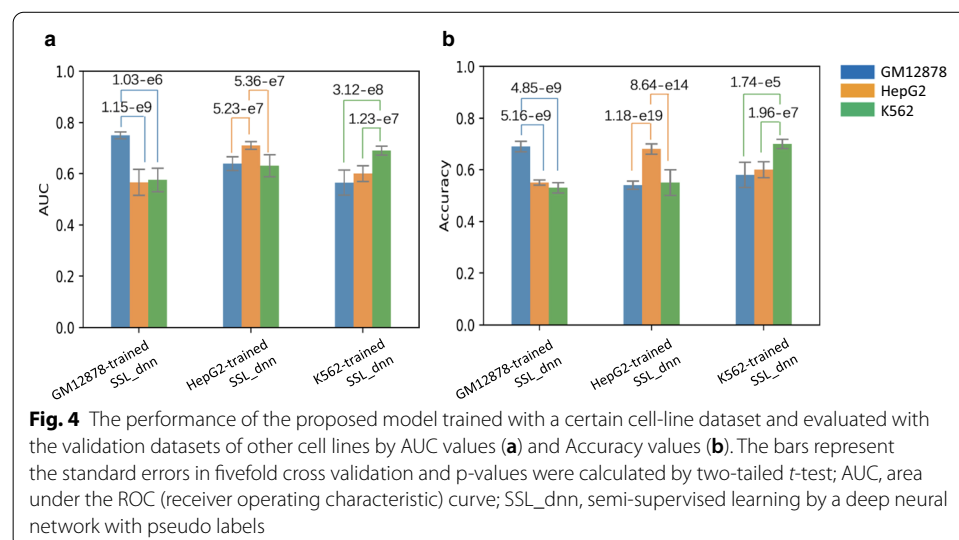 a
b
1.0
0.8
0.6
0.4
0.2
0.0
AUC
1.03-e6
1.15-e9
5.36-e7
5.23-e7
3.12-e8
1.23-e7
GM12878-trained
SSL_dnn
HepG2-trained
SSL_dnn
K562-trained
SSL_dnn
1.0
0.8
0.6
0.4
0.2
0.0
Accuracy
4.85-e9
5.16-e9
8.64-e14
1.18-e19
1.74-e5
1.96-e7
GM12878-trained
SSL_dnn
HepG2-trained
SSL_dnn
K562-trained
SSL_dnn
GM12878
HepG2
K562
Fig. 4 The performance of the proposed model trained with a certain cell-line dataset and evaluated with
the validation datasets of other cell lines by AUC values (a) and Accuracy values (b). The bars represent
the standard errors in fivefold cross validation and p-values were calculated by two-tailed t-test; AUC, area
under the ROC (receiver operating characteristic) curve; SSL_dnn, semi-supervised learning by a deep neural
network with pseudo labels